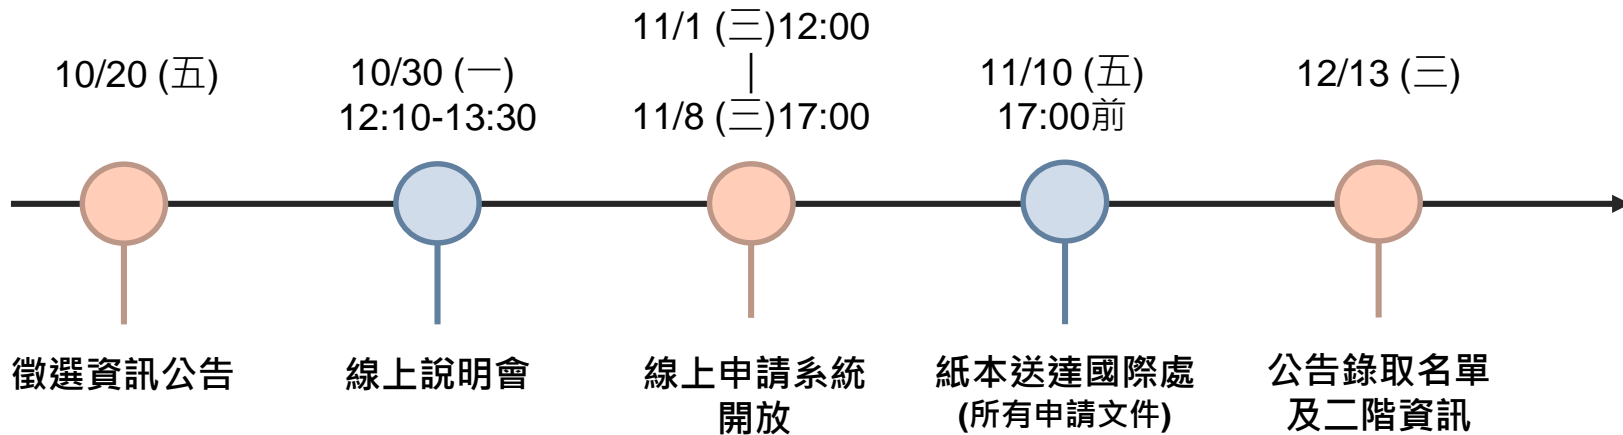 10/20 (五)
徵選資訊公告
10/30 (一)
12:10-13:30
線上說明會
11/1 (三)12:00
|
11/8 (三)17:00
線上申請系統
開放
11/10 (五)
17:00前
紙本送達國際處
(所有申請文件)
12/13 (三)
公告錄取名單
及二階資訊